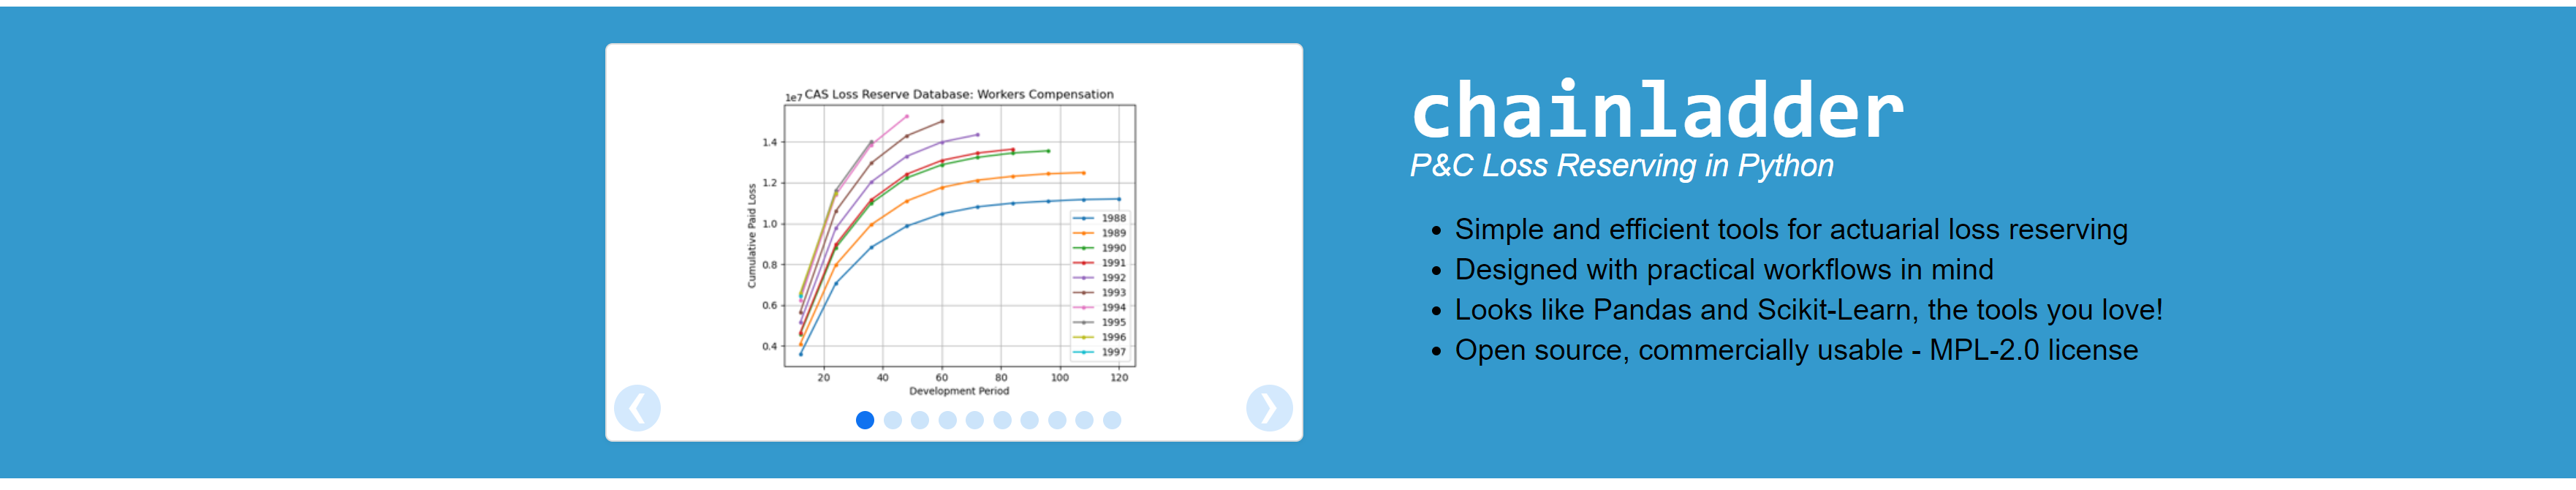 1e7 CAS Loss Reserve Database: Workers Compensation
1.4
1.2
1.0
0.8
0.6
0.4
Cumulative Paid Loss
1988
1989
1990
1991
1992
1993
1994
1995
1996
1997
20 40 60 80 100 120
Development Period
chainladder
P&C Loss Reserving in Python
• Simple and efficient tools for actuarial loss reserving
• Designed with practical workflows in mind
• Looks like Pandas and Scikit-Learn, the tools you love!
• Open source, commercially usable - MPL-2.0 license